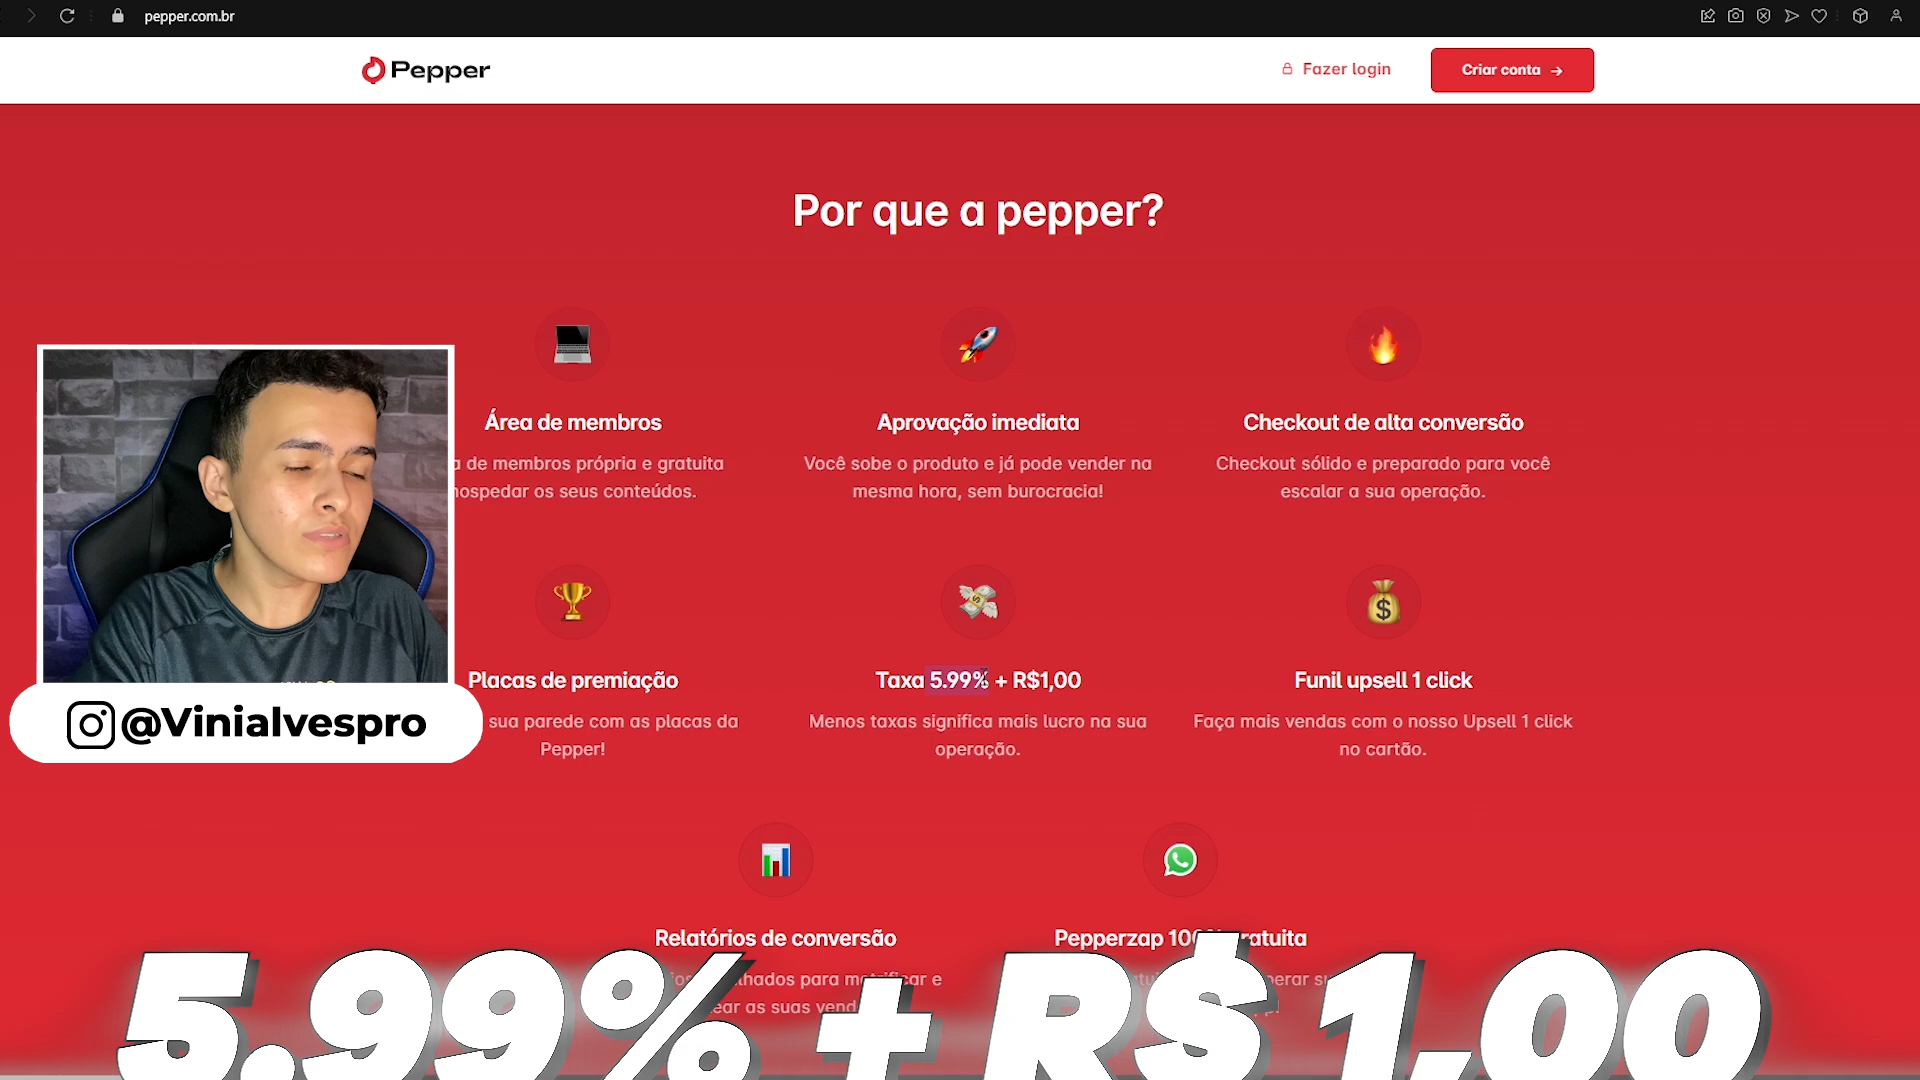 pepper.com.br
Pepper
Fazer login
Criar conta →
Por que a pepper?
Área de membros
de membros própria e gratuita
hospedar os seus conteúdos.
Aprovação imediata
Você sobe o produto e já pode vender na
mesma hora, sem burocracia!
Checkout de alta conversão
Checkout sólido e preparado para você
escalar a sua operação.
Placas de premiação
sua parede com as placas da
Pepper!
Taxa 5.99% + R$1,00
Menos taxas significa mais lucro na sua
operação.
Funil upsell 1 click
Faça mais vendas com o nosso Upsell 1 click
no cartão.
@Vinialvespro
Relatórios de conversão
para e
as suas
Pepperzap
5.99% + R$ 1,00